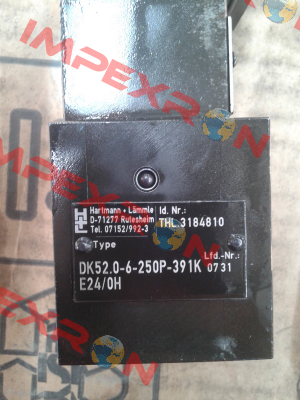 IMPEXRON
Hartmann + Lämmle Id. Nr.:
D-71277 Rutesheim THL.3184810
Tel. 07152/992-3
Type Lfd.-Nr.:
DK52.0-6-250P-391K 0731
E24/0H